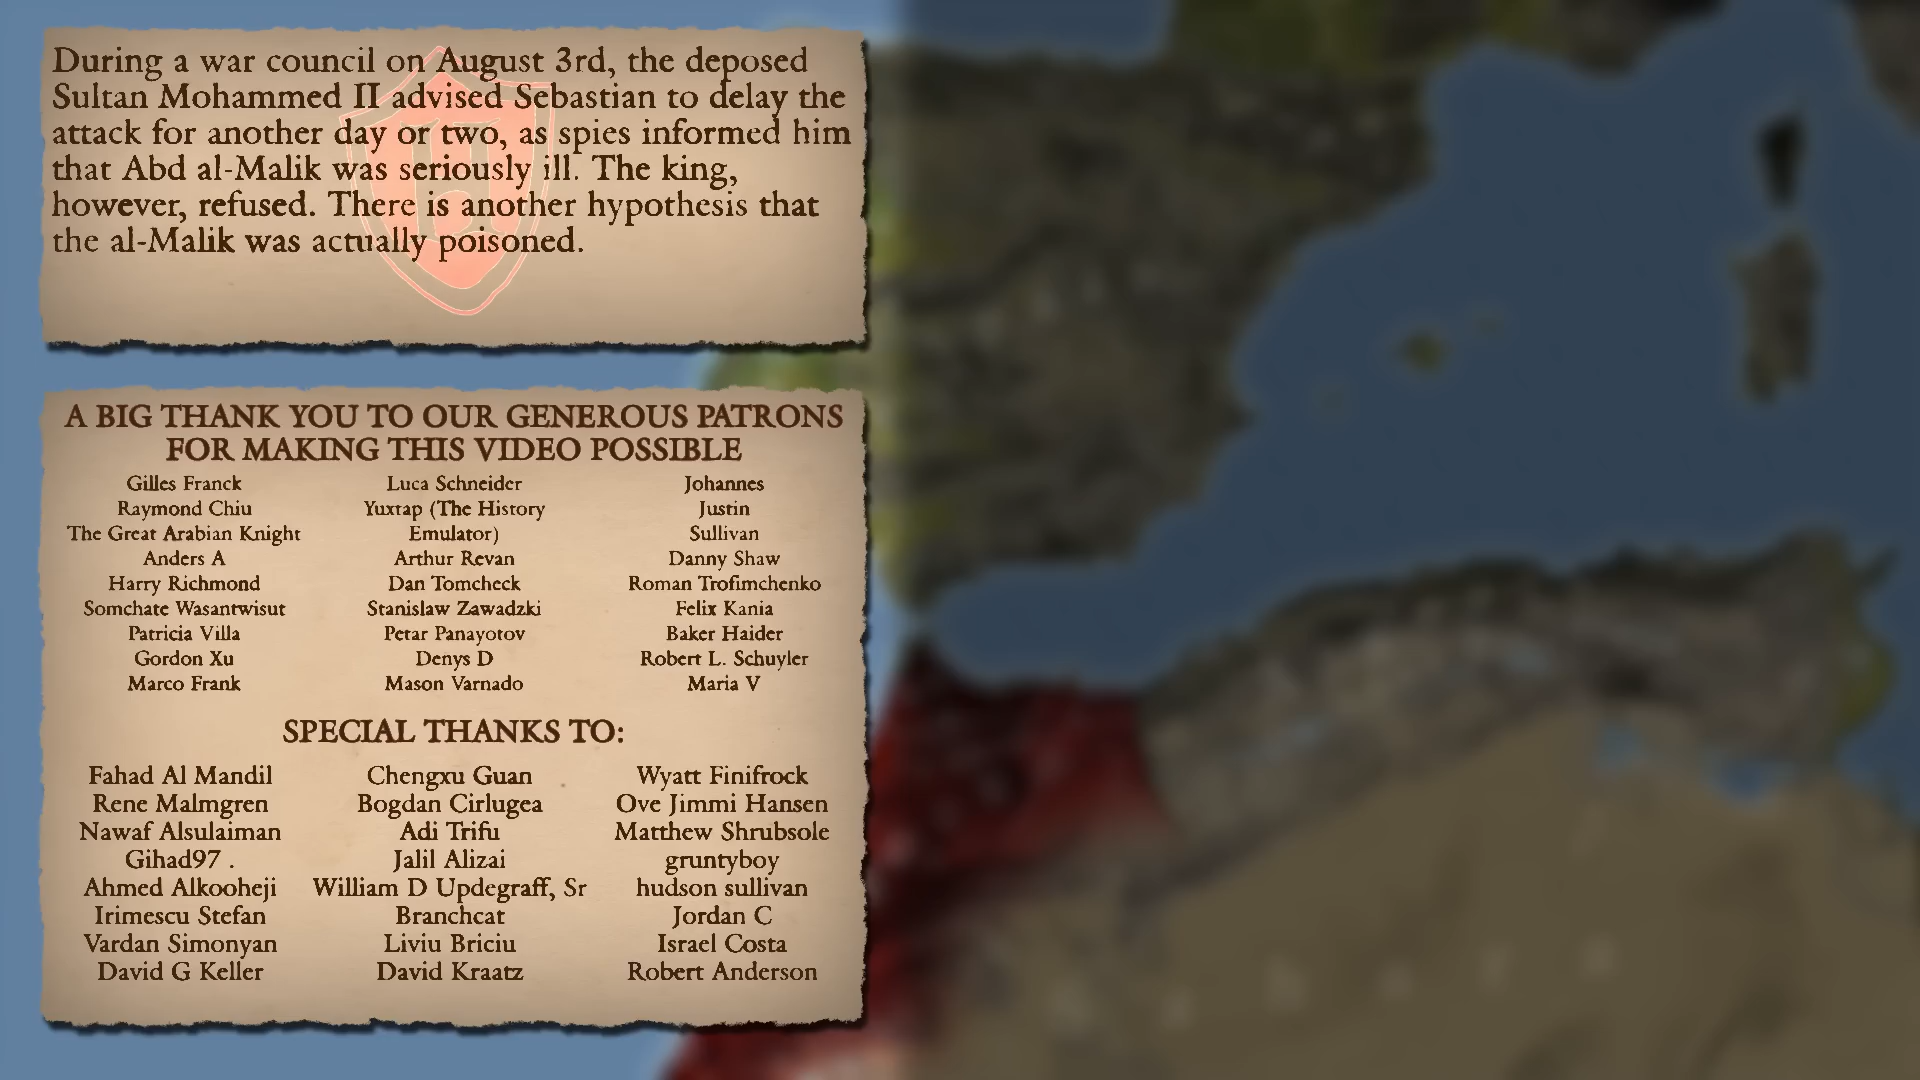 During a war council on August 3rd, the deposed
Sultan Mohammed II advised Sebastian to delay the
attack for another day or two, as spies informed him
that Abd al-Malik was seriously ill. The king,
however, refused. There is another hypothesis that
the al-Malik was actually poisoned.
A BIG THANK YOU TO OUR GENEROUS PATRONS
FOR MAKING THIS VIDEO POSSIBLE
Gilles Franck
Raymond Chiu
The Great Arabian Knight
Anders A
Harry Richmond
Somchate Wasantwisut
Patricia Villa
Gordon Xu
Marco Frank
Luca Schneider
Yuxtap (The History
Emulator)
Arthur Revan
Dan Tomcheck
Stanislaw Zawadzki
Petar Panayotov
Denys D
Mason Varnado
Johannes
Justin
Sullivan
Danny Shaw
Roman Trofimchenko
Felix Kania
Baker Haider
Robert L. Schuyler
Maria V
SPECIAL THANKS TO:
Fahad Al Mandil
Rene Malmgren
Nawaf Alsulaiman
Gihad97 .
Ahmed Alkooheji
Irimescu Stefan
Vardan Simonyan
David G Keller
Chengxu Guan
Bogdan Cirlugea
Adi Trifu
Jalil Alizai
William D Updegraff, Sr
Branchcat
Liviu Briciu
David Kraatz
Wyatt Finifrock
Ove Jimmi Hansen
Matthew Shrubsole
gruntyboy
hudson sullivan
Jordan C
Israel Costa
Robert Anderson